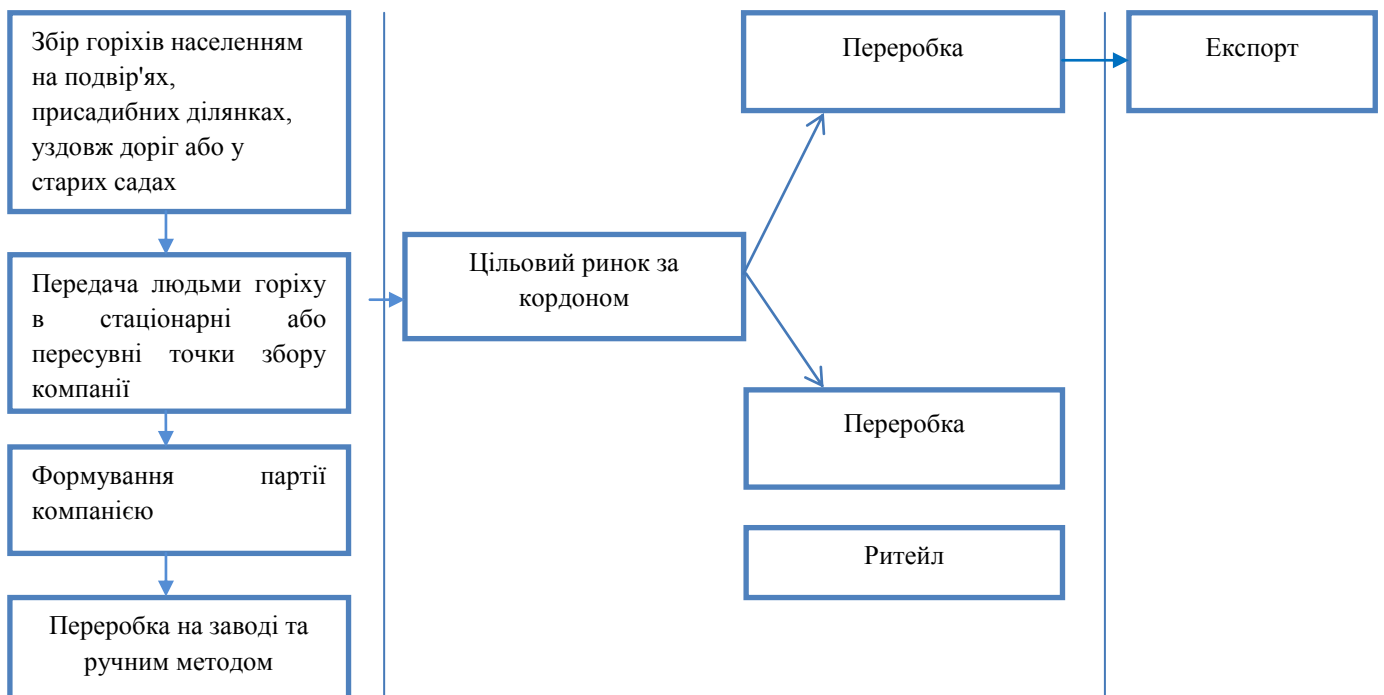 Збір горіхів населенням
на подвір'ях,
присадибних ділянках,
уздовж доріг або у
старих садах
Передача людьми горіху
в стаціонарні або
пересувні точки збору
компанії
Формування партії
компанією
Переробка на заводі та
ручним методом
Цільовий ринок за
кордоном
Переробка
Переробка
Ритейл
Експорт